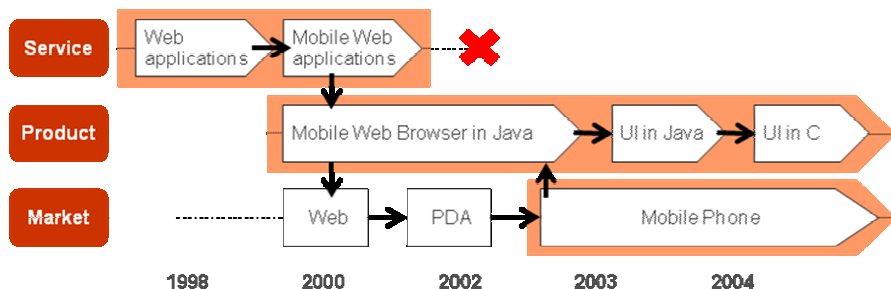 Service
Web
applications
Mobile Web
applications
Product
Mobile Web Browser in Java
UI in Java
UI in C
Market
Web
PDA
Mobile Phone
1998
2000
2002
2003
2004